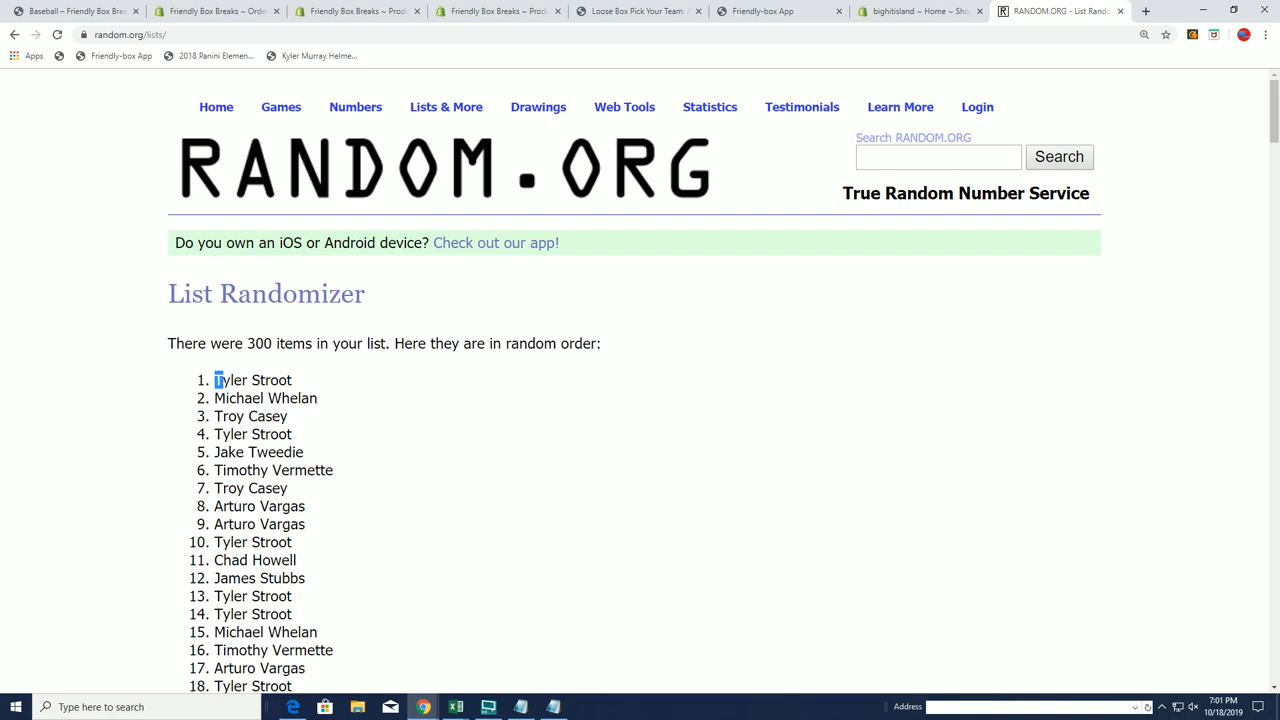 Baseball – Friendly Box Bre
Friendly Box Breaks ~ Orde
Friendly Box Breaks ~ Produ
Friendly Box Breaks ~ Produ
Loose Box Pick Your Team:
Friendly-box App
bighitisland ~ Home ~ Shop
RANDOM.ORG - List Rando
random.org/lists/
Apps
Friendly-box App
2018 Panini Elemen...
Kyler Murray Helme...
Home Games Numbers Lists & More Drawings Web Tools Statistics Testimonials Learn More Login
RANDOM.ORG
Search RANDOM.ORG
Search
True Random Number Service
Do you own an iOS or Android device? Check out our app!
List Randomizer
There were 300 items in your list. Here they are in random order:
1. Tyler Stroot
2. Michael Whelan
3. Troy Casey
4. Tyler Stroot
5. Jake Tweedie
6. Timothy Vermette
7. Troy Casey
8. Arturo Vargas
9. Arturo Vargas
10. Tyler Stroot
11. Chad Howell
12. James Stubbs
13. Tyler Stroot
14. Tyler Stroot
15. Michael Whelan
16. Timothy Vermette
17. Arturo Vargas
18. Tyler Stroot
Type here to search
Address
7:01 PM
10/18/2019